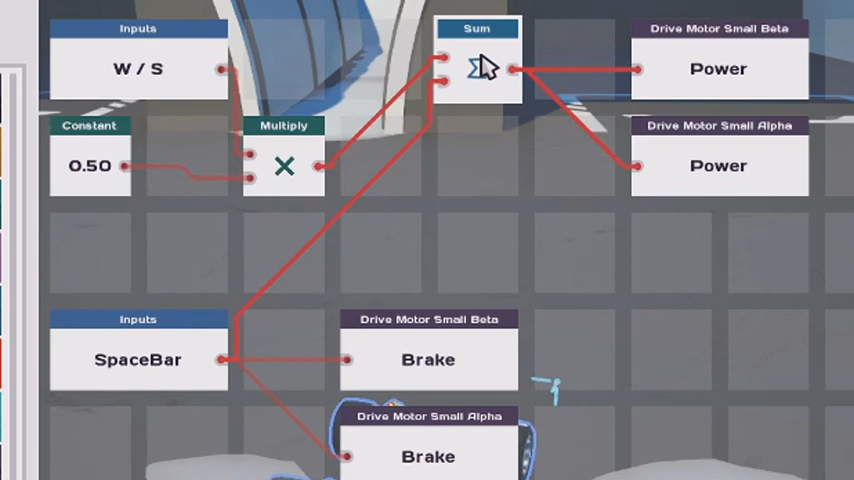 Inputs
W / S
Sum
Σ
Drive Motor Small Beta
Power
Constant
0.50
Multiply
×
Drive Motor Small Alpha
Power
Inputs
SpaceBar
Drive Motor Small Beta
Brake
Drive Motor Small Alpha
Brake